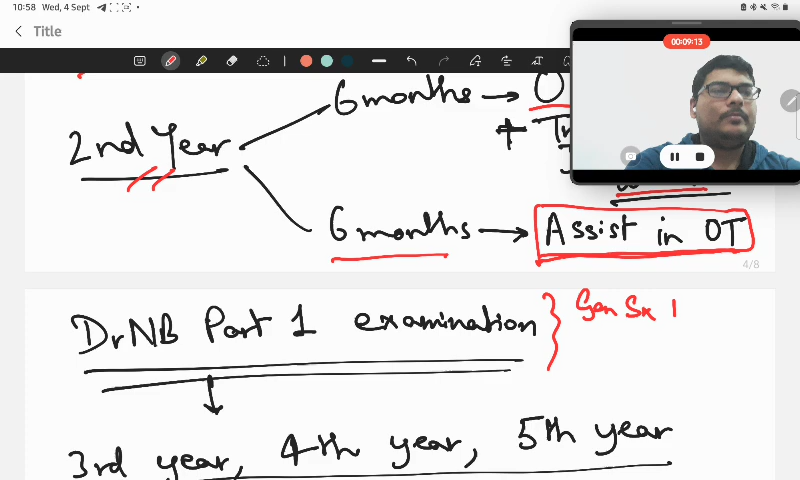 10:58 Wed, 4 Sept
Title
00:09:13
6 months → O
2nd Year
+
6 months → Assist in OT
4/8
DrNB Part 1 examination } Gen Sx
3rd year, 4th year, 5th year